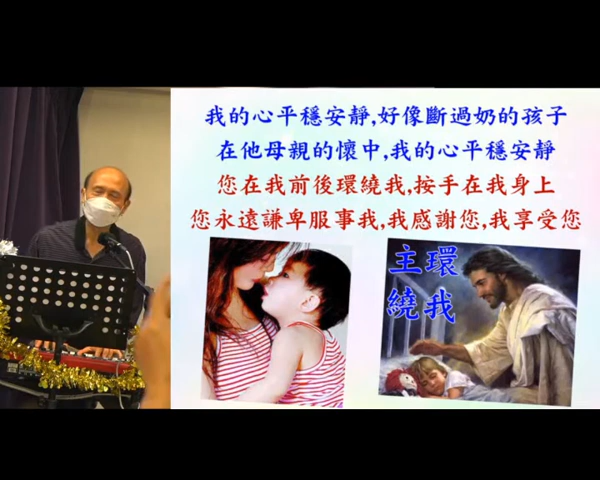 我的心平穩安靜,好像斷過奶的孩子
在他母親的懷中,我的心平穩安靜
您在我前後環繞我,按手在我身上
您永遠謙卑服事我,我感謝您,我享受您
主環
繞我